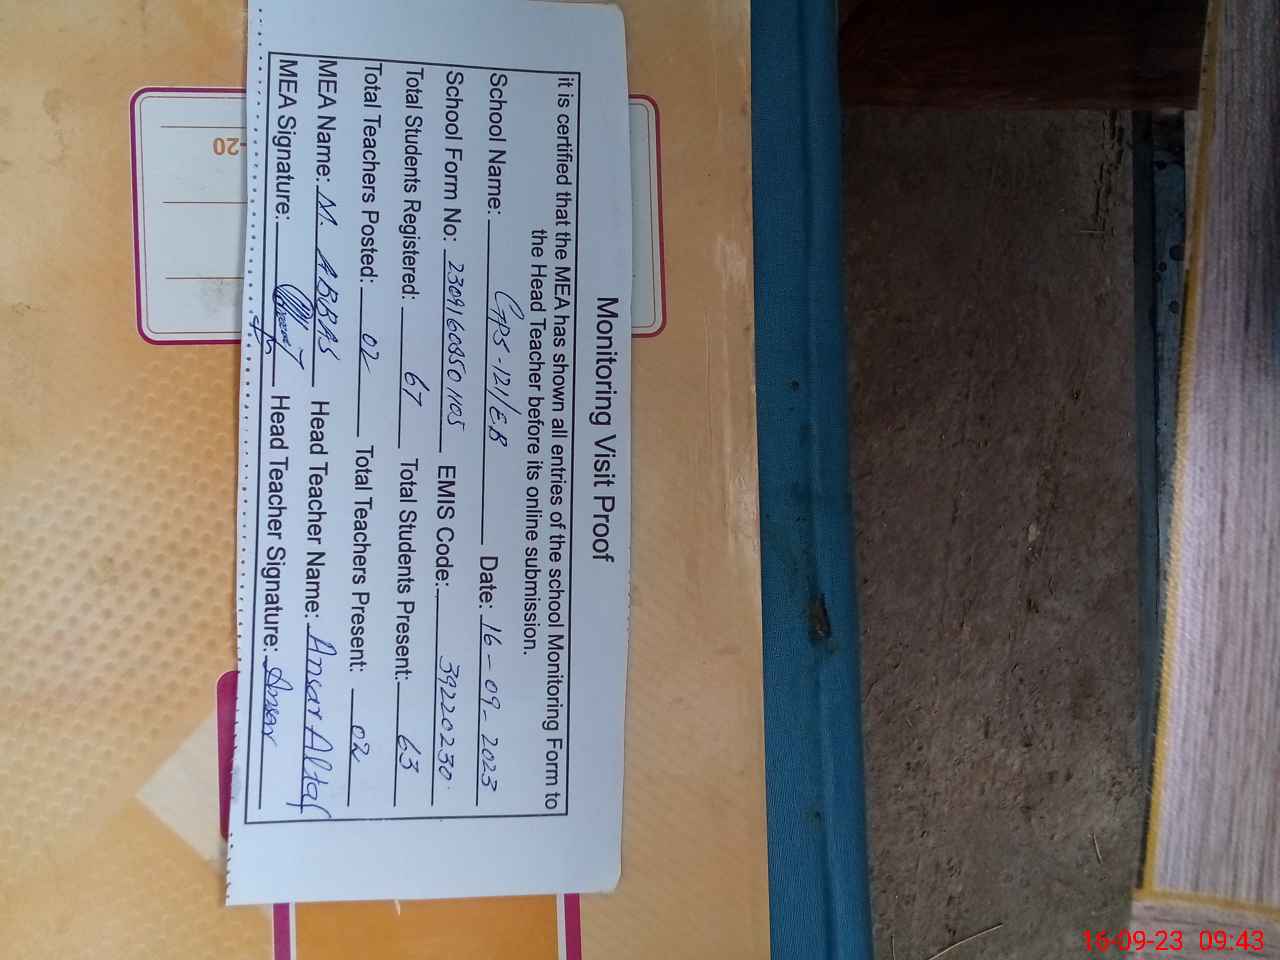 Monitoring Visit Proof
it is certified that the MEA has shown all entries of the school Monitoring Form to
the Head Teacher before its online submission.
School Name: GPS-121/EB Date: 16-09-2023
School Form No: 2309160850 1105 EMIS Code: 39220230
Total Students Registered: 67 Total Students Present: 63
Total Teachers Posted: 02 Total Teachers Present: 02
MEA Name: M. ABBAS Head Teacher Name: Ansar Altaf
MEA Signature: Head Teacher Signature: Ansar
-20
16-09-23 09:43